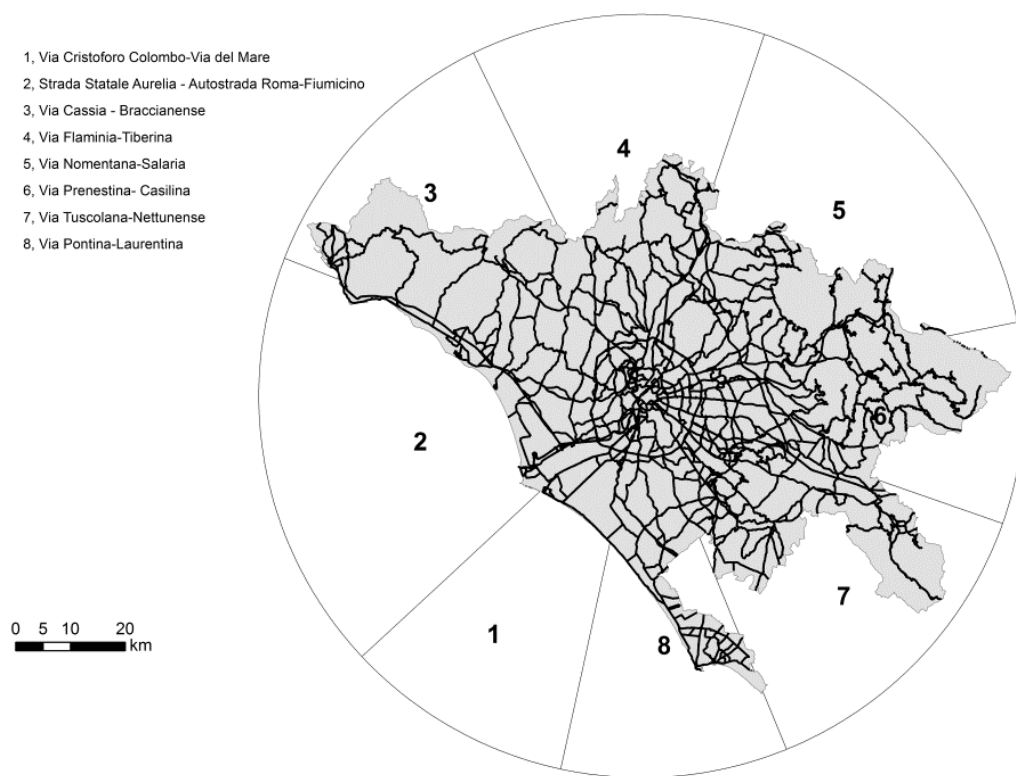 1, Via Cristoforo Colombo-Via del Mare
2, Strada Statale Aurelia - Autostrada Roma-Fiumicino
3, Via Cassia - Braccianense
4, Via Flaminia-Tiberina
5, Via Nomentana-Salaria
6, Via Prenestina- Casilina
7, Via Tuscolana-Nettunense
8, Via Pontina-Laurentina
4
3
5
6
2
7
1
8
0 5 10 20
km